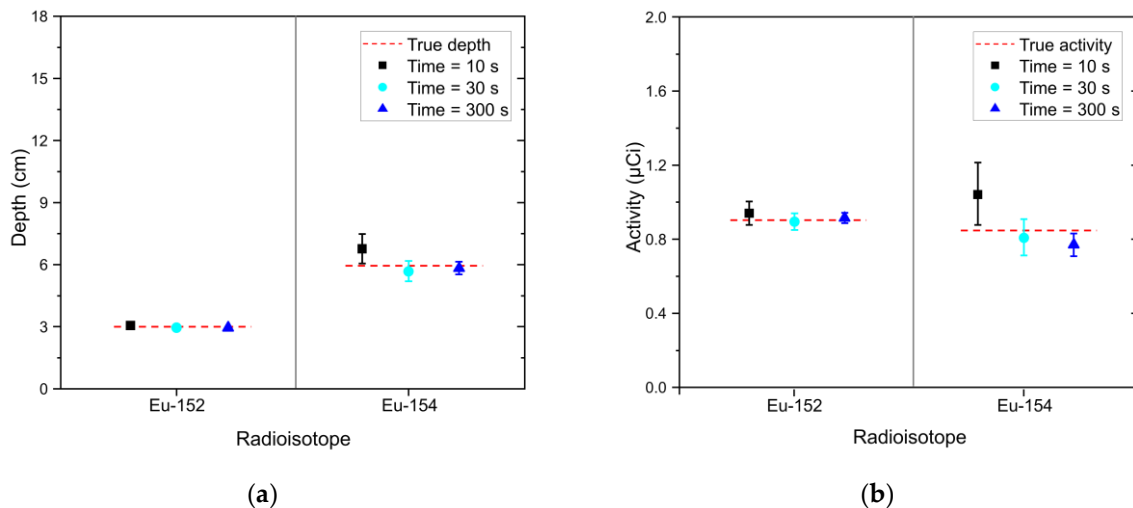 18
15
12
9
6
3
0
Depth (cm)
True depth
Time = 10 s
Time = 30 s
Time = 300 s
Eu-152
Eu-154
Radioisotope
(a)
2.0
1.6
1.2
0.8
0.4
0.0
Activity (μCi)
True activity
Time = 10 s
Time = 30 s
Time = 300 s
Eu-152
Eu-154
Radioisotope
(b)